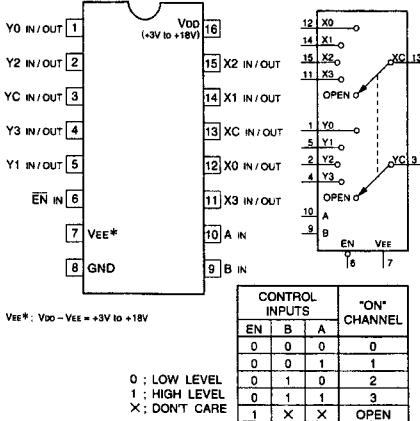 Y0 IN/OUT 1
VDD 16
(+3V to +18V)
Y2 IN/OUT 2
15 X2 IN/OUT
YC IN/OUT 3
14 X1 IN/OUT
Y3 IN/OUT 4
13 XC IN/OUT
Y1 IN/OUT 5
12 X0 IN/OUT
EN IN 6
11 X3 IN/OUT
7 VEE*
10 A IN
8 GND
9 B IN
12 X0
14 X1
15 X2
XC 13
11 X3
OPEN
1 Y0
5 Y1
2 Y2
YC 3
4 Y3
OPEN
10 A
9 B
EN VEE
6 7
VEE*; VDD – VEE = +3V to +18V
0 ; LOW LEVEL
1 ; HIGH LEVEL
X ; DON'T CARE
CONTROL INPUTS "ON" CHANNEL
EN B A
0 0 0 0
0 0 1 1
0 1 0 2
0 1 1 3
1 X X OPEN